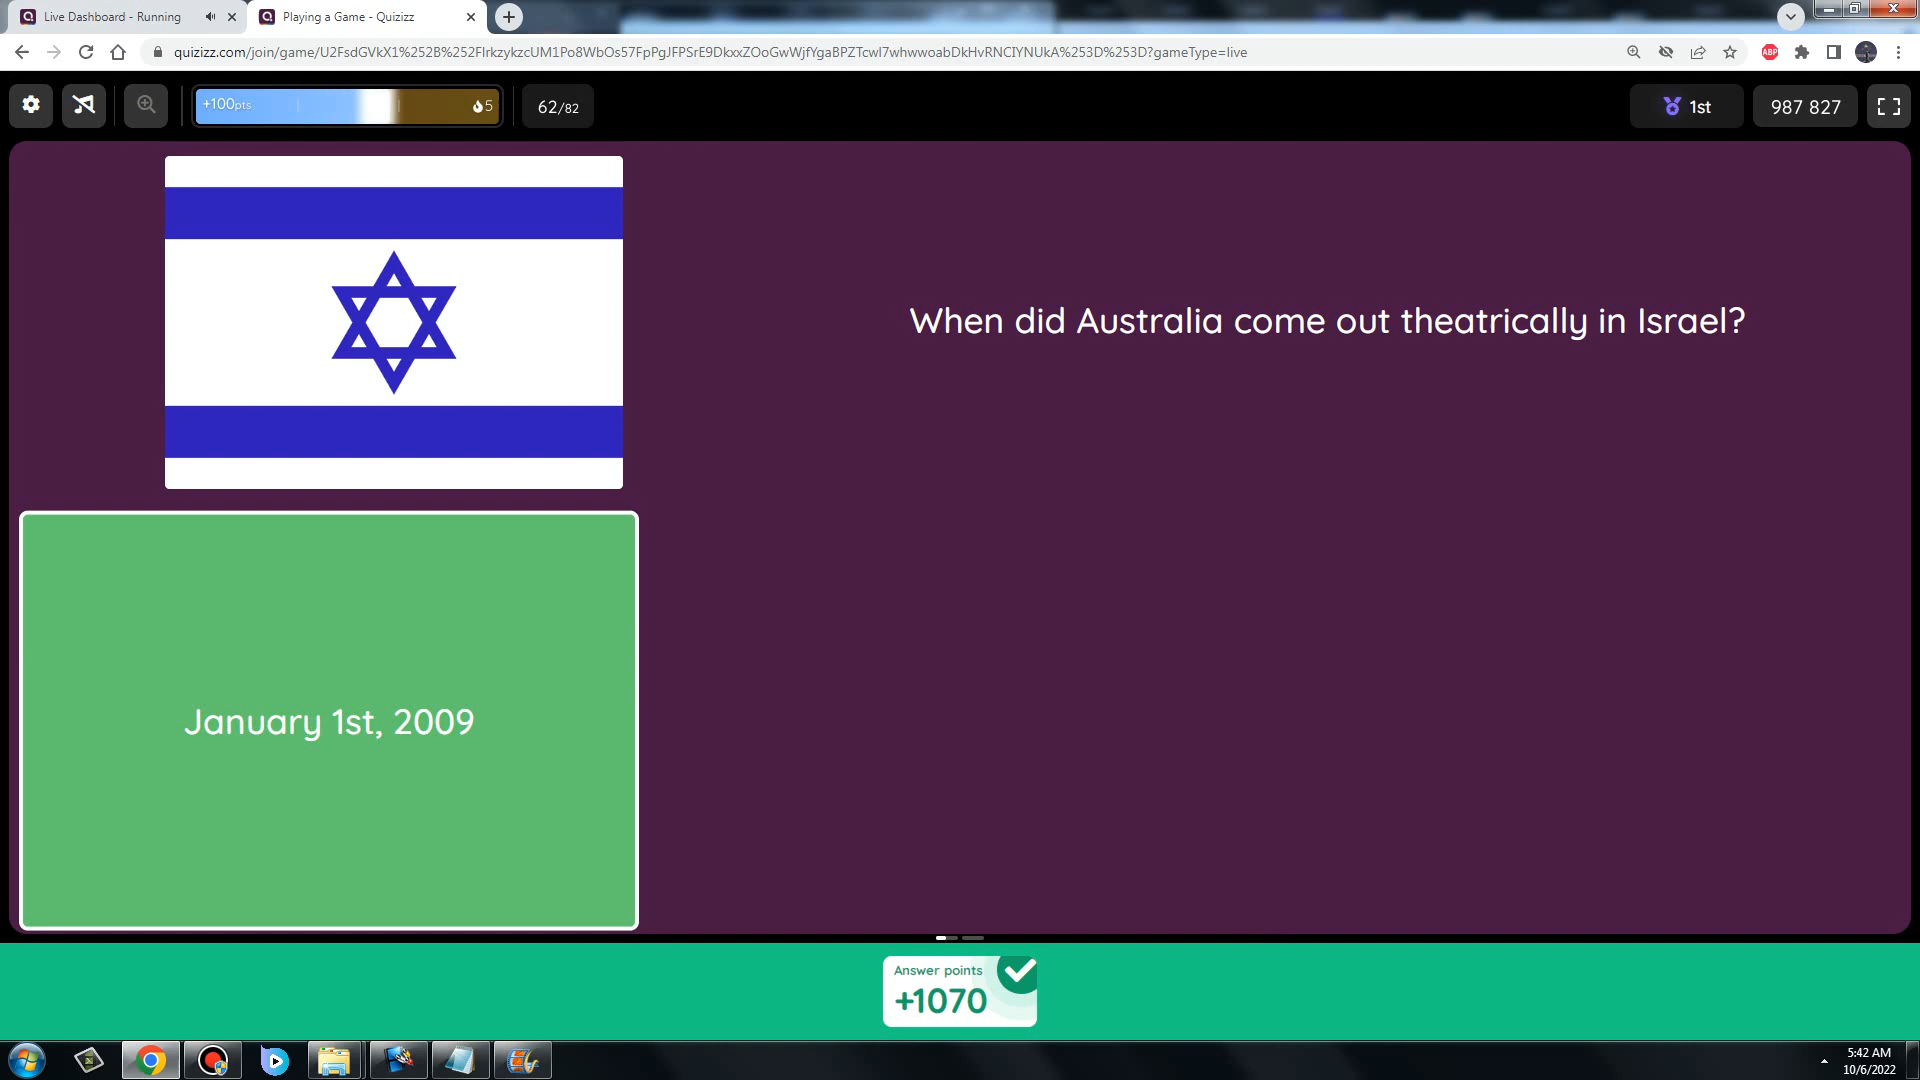 Live Dashboard - Running
Playing a Game - Quizizz
quizizz.com/join/game/U2FsdGVkX1%252B%252FIrkzykzcUM1Po8WbOs57FpPgJFPSrE9DkxxZOoGwWjfYgaBPZTcwI7whwwoabDkHvRNCIYNUkA%253D%253D?gameType=live
ABP
+100pts
5
62/82
1st
987 827
When did Australia come out theatrically in Israel?
January 1st, 2009
Answer points
+1070
5:42 AM
10/6/2022